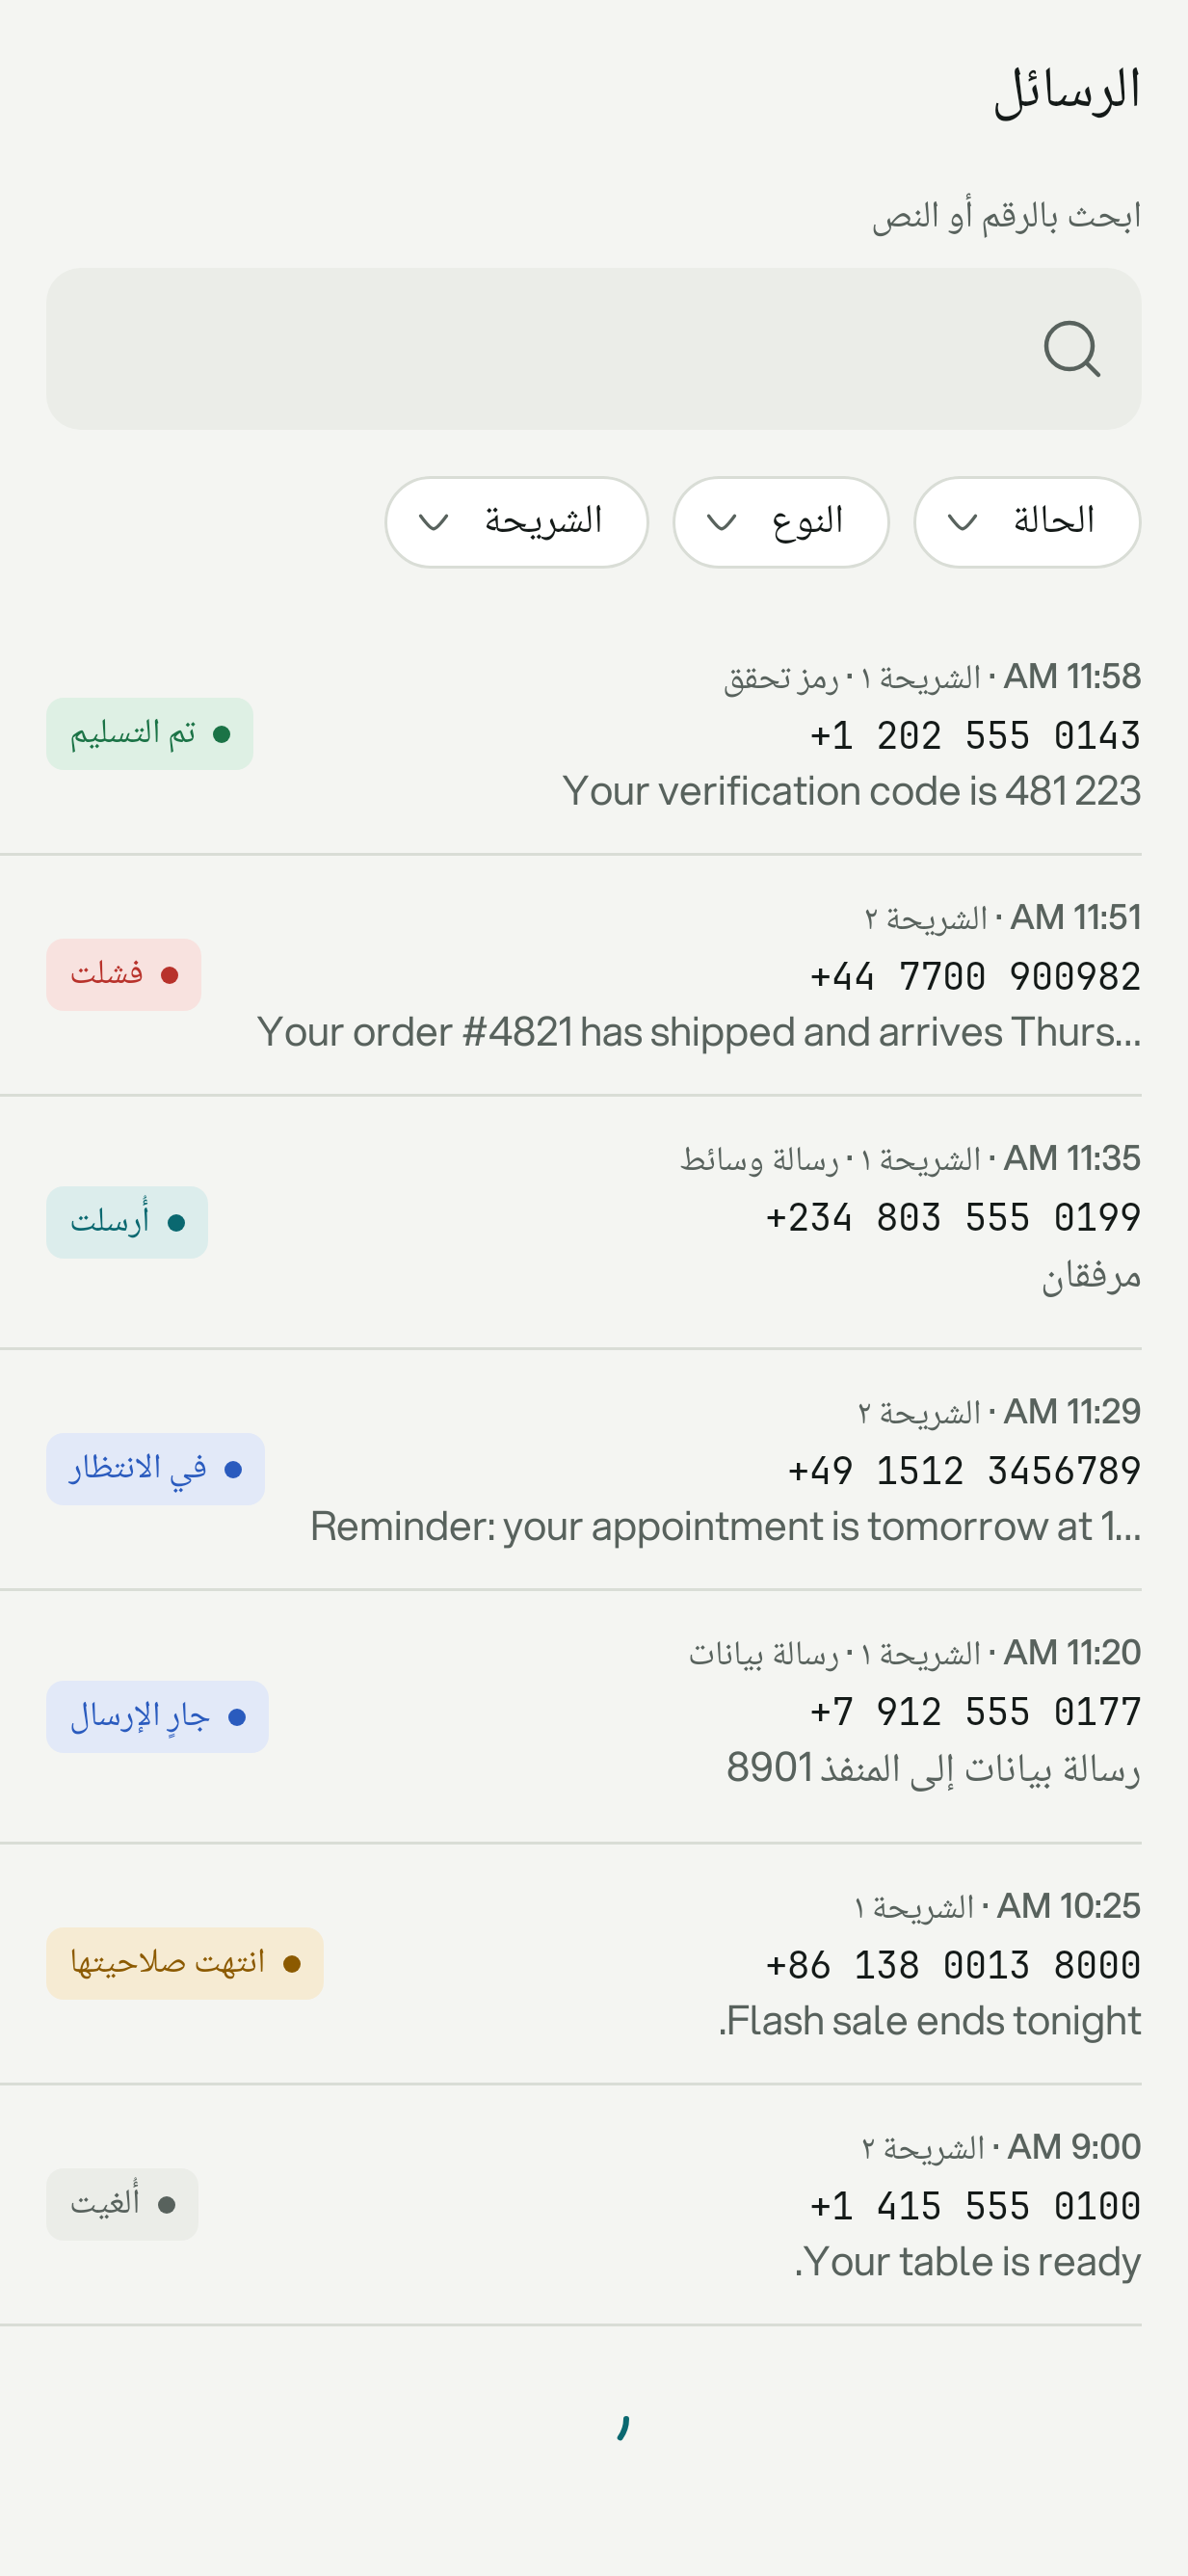 الرسائل
ابحث بالرقم أو النص
الحالة
النوع
الشريحة
11:58 AM · الشريحة ١ · رمز تحقق
+1 202 555 0143
Your verification code is 481 223
تم التسليم
11:51 AM · الشريحة ٢
+44 7700 900982
Your order #4821 has shipped and arrives Thurs…
فشلت
11:35 AM · الشريحة ١ · رسالة وسائط
+234 803 555 0199
مرفقان
أُرسلت
11:29 AM · الشريحة ٢
+49 1512 3456789
Reminder: your appointment is tomorrow at 1…
في الانتظار
11:20 AM · الشريحة ١ · رسالة بيانات
+7 912 555 0177
رسالة بيانات إلى المنفذ 8901
جارٍ الإرسال
10:25 AM · الشريحة ١
+86 138 0013 8000
Flash sale ends tonight.
انتهت صلاحيتها
9:00 AM · الشريحة ٢
+1 415 555 0100
Your table is ready.
أُلغيت